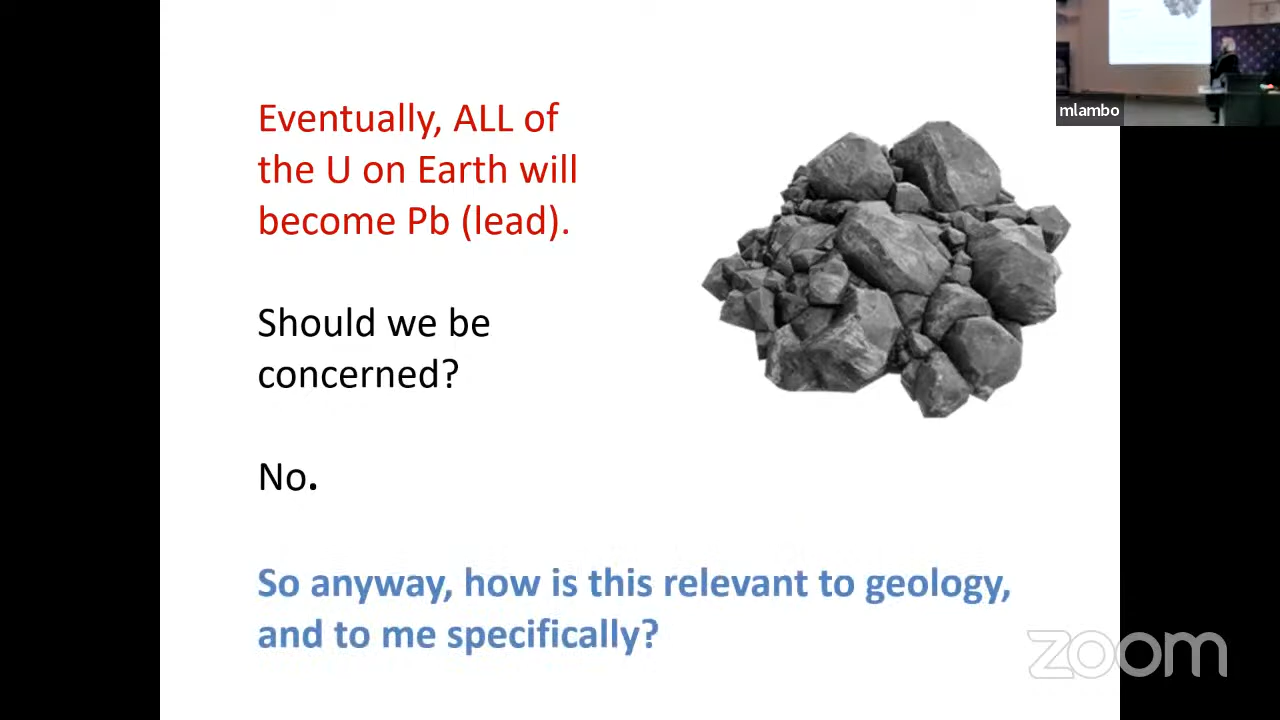 Eventually, ALL of
the U on Earth will
become Pb (lead).
Should we be
concerned?
No.
So anyway, how is this relevant to geology,
and to me specifically?
mlambo
zoom